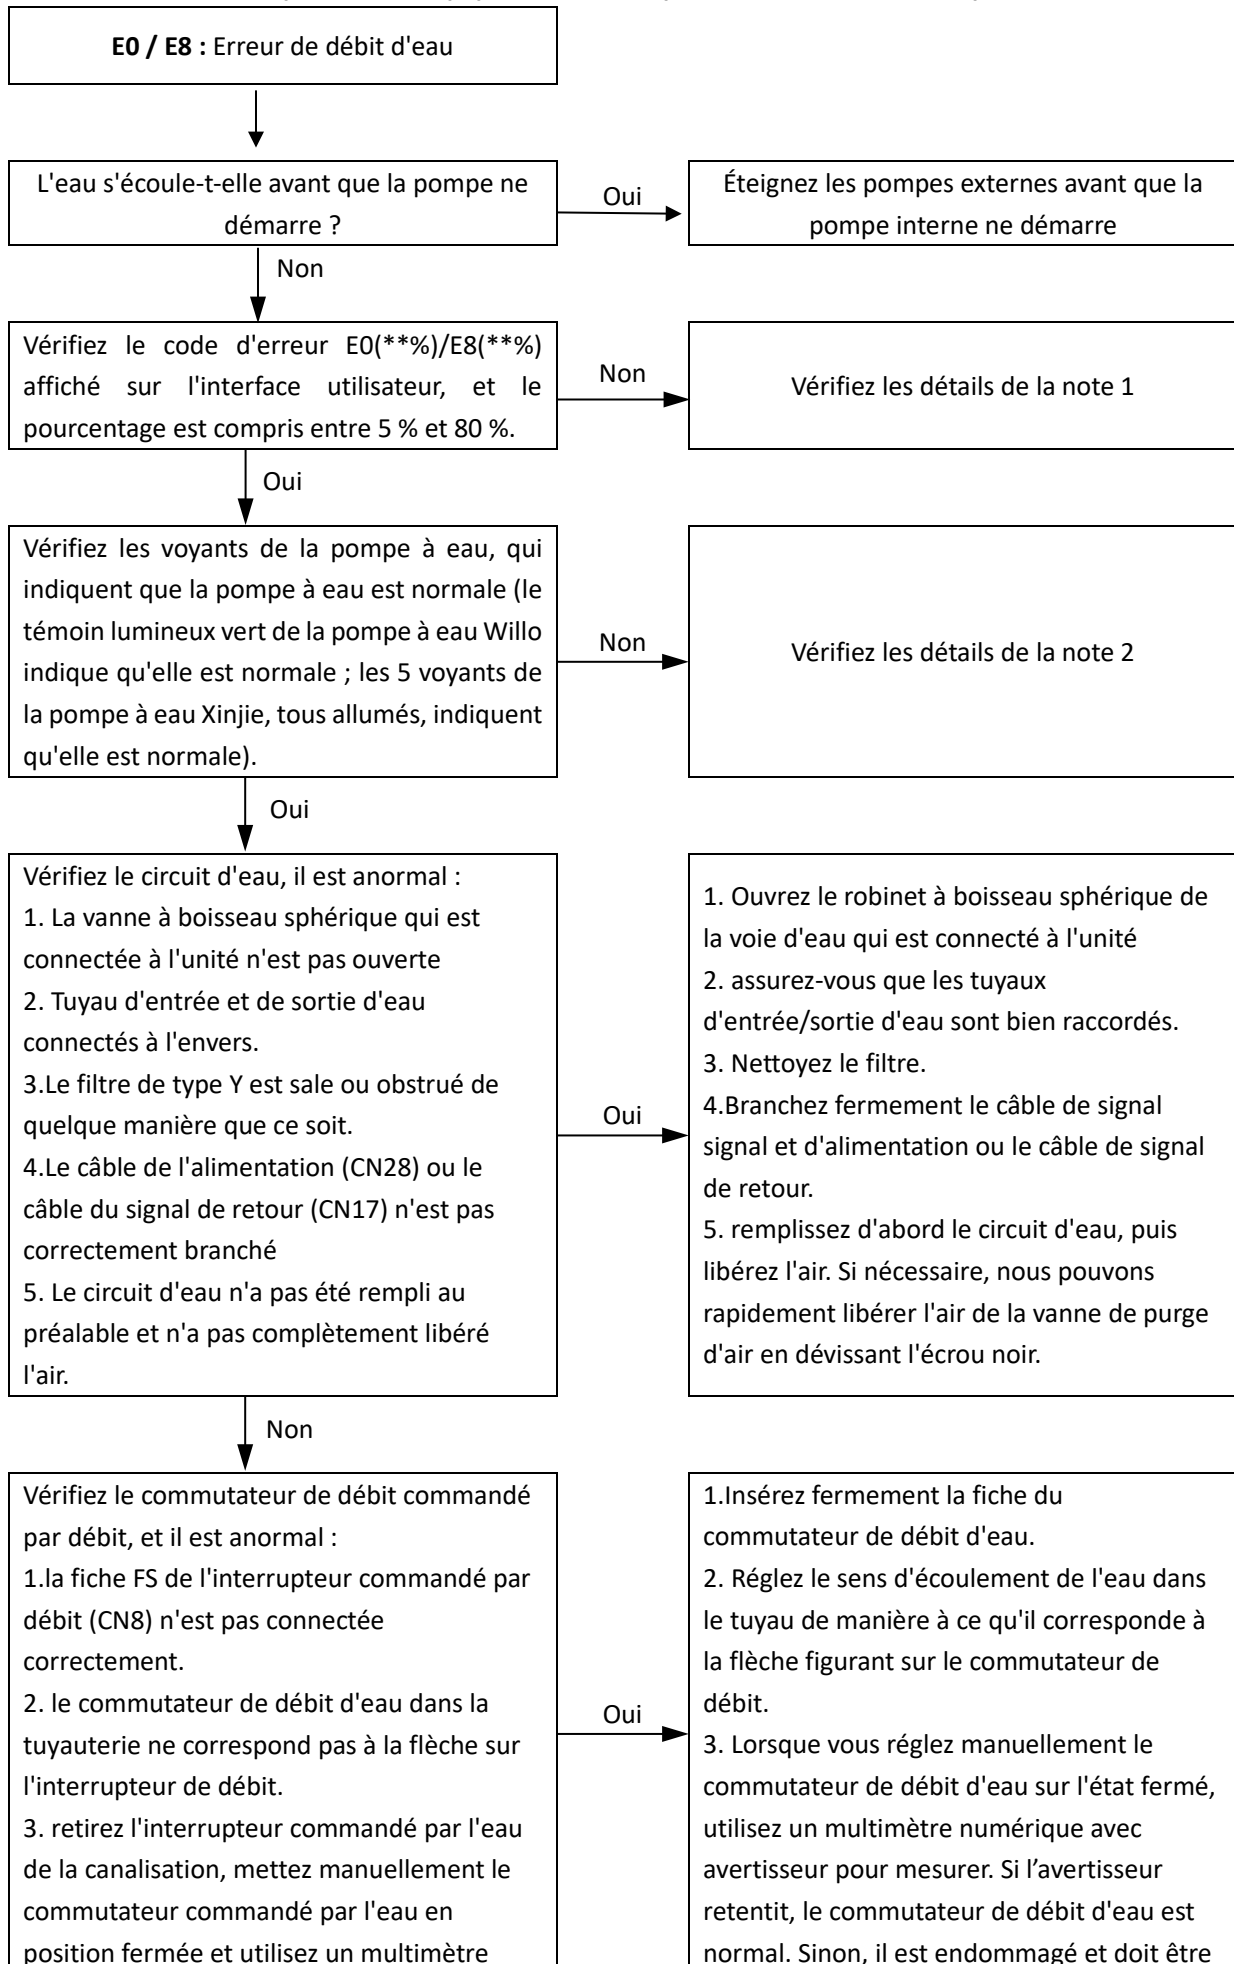 E0 / E8 : Erreur de débit d'eau
L'eau s'écoule-t-elle avant que la pompe ne
démarre ?
Oui
Éteignez les pompes externes avant que la
pompe interne ne démarre
Non
Vérifiez le code d'erreur E0(**%)/E8(**%)
affiché sur l'interface utilisateur, et le
pourcentage est compris entre 5 % et 80 %.
Non
Vérifiez les détails de la note 1
Oui
Vérifiez les voyants de la pompe à eau, qui
indiquent que la pompe à eau est normale (le
témoin lumineux vert de la pompe à eau Willo
indique qu'elle est normale ; les 5 voyants de
la pompe à eau Xinjie, tous allumés, indiquent
qu'elle est normale).
Non
Vérifiez les détails de la note 2
Oui
Vérifiez le circuit d'eau, il est anormal :
1. La vanne à boisseau sphérique qui est
connectée à l'unité n'est pas ouverte
2. Tuyau d'entrée et de sortie d'eau
connectés à l'envers.
3.Le filtre de type Y est sale ou obstrué de
quelque manière que ce soit.
4.Le câble de l'alimentation (CN28) ou le
câble du signal de retour (CN17) n'est pas
correctement branché
5. Le circuit d'eau n'a pas été rempli au
préalable et n'a pas complètement libéré
l'air.
Oui
1. Ouvrez le robinet à boisseau sphérique de
la voie d'eau qui est connecté à l'unité
2. assurez-vous que les tuyaux
d'entrée/sortie d'eau sont bien raccordés.
3. Nettoyez le filtre.
4.Branchez fermement le câble de signal
signal et d'alimentation ou le câble de signal
de retour.
5. remplissez d'abord le circuit d'eau, puis
libérez l'air. Si nécessaire, nous pouvons
rapidement libérer l'air de la vanne de purge
d'air en dévissant l'écrou noir.
Non
Vérifiez le commutateur de débit commandé
par débit, et il est anormal :
1.la fiche FS de l'interrupteur commandé par
débit (CN8) n'est pas connectée
correctement.
2. le commutateur de débit d'eau dans la
tuyauterie ne correspond pas à la flèche sur
l'interrupteur de débit.
3. retirez l'interrupteur commandé par l'eau
de la canalisation, mettez manuellement le
commutateur commandé par l'eau en
position fermée et utilisez un multimètre
Oui
1.Insérez fermement la fiche du
commutateur de débit d'eau.
2. Réglez le sens d'écoulement de l'eau dans
le tuyau de manière à ce qu'il corresponde à
la flèche figurant sur le commutateur de
débit.
3. Lorsque vous réglez manuellement le
commutateur de débit d'eau sur l'état fermé,
utilisez un multimètre numérique avec
avertisseur pour mesurer. Si l’avertisseur
retentit, le commutateur de débit d'eau est
normal. Sinon, il est endommagé et doit être